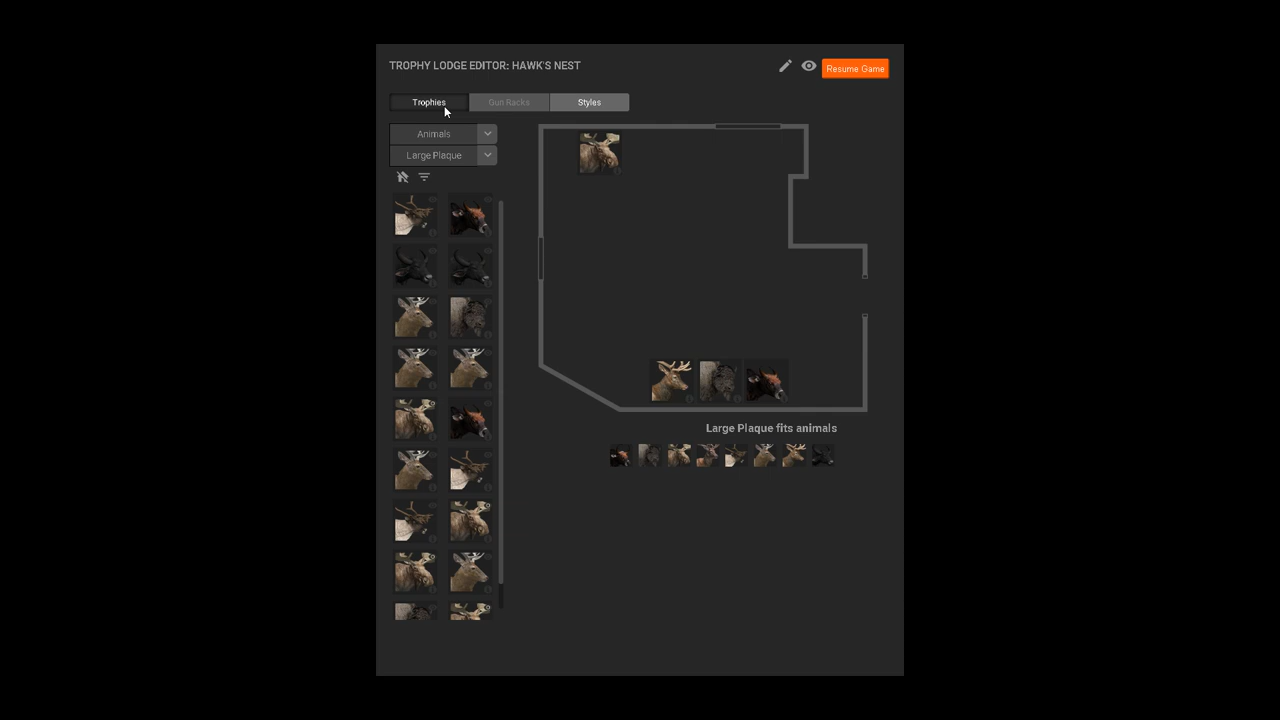 TROPHY LODGE EDITOR: HAWK'S NEST
Resume Game
Trophies
Gun Racks
Styles
Animals
Large Plaque
Large Plaque fits animals